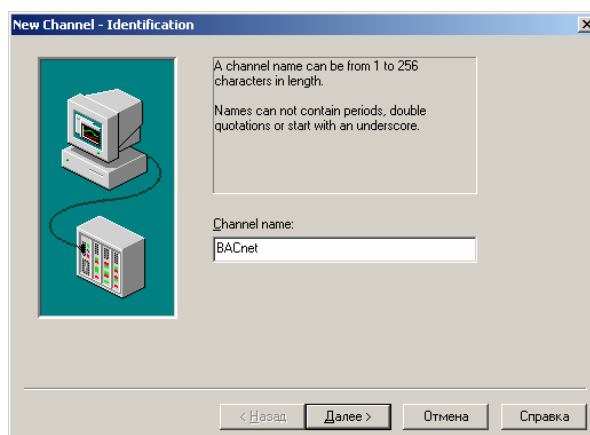 New Channel - Identification
A channel name can be from 1 to 256
characters in length.
Names can not contain periods, double
quotations or start with an underscore.
Channel name:
BACnet
< Назад Далее > Отмена Справка